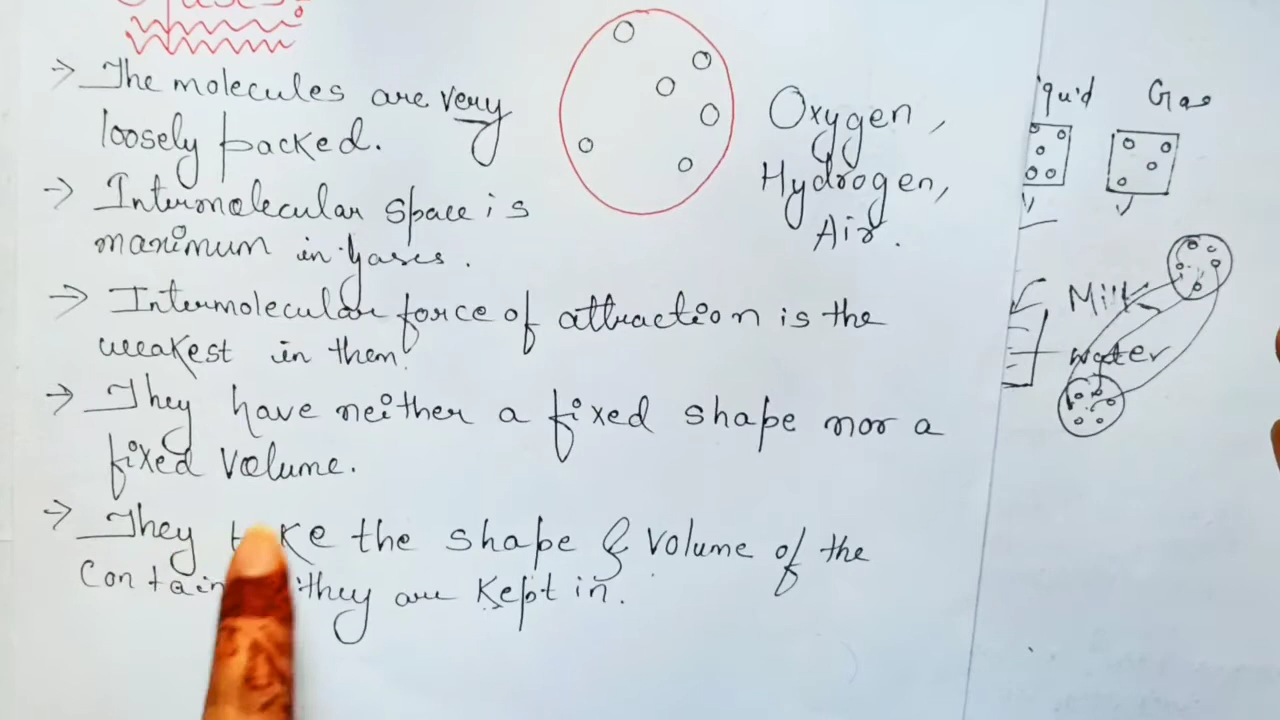 → The molecules are very
loosely packed.
→ Intermolecular space is
maximum in gases.
→ Intermolecular force of attraction is the
weakest in them.
→ They have neither a fixed shape nor a
fixed volume.
→ They the shape & volume of the
they are kept in.
Oxygen,
Hydrogen,
Air.
Gas
Milk
water